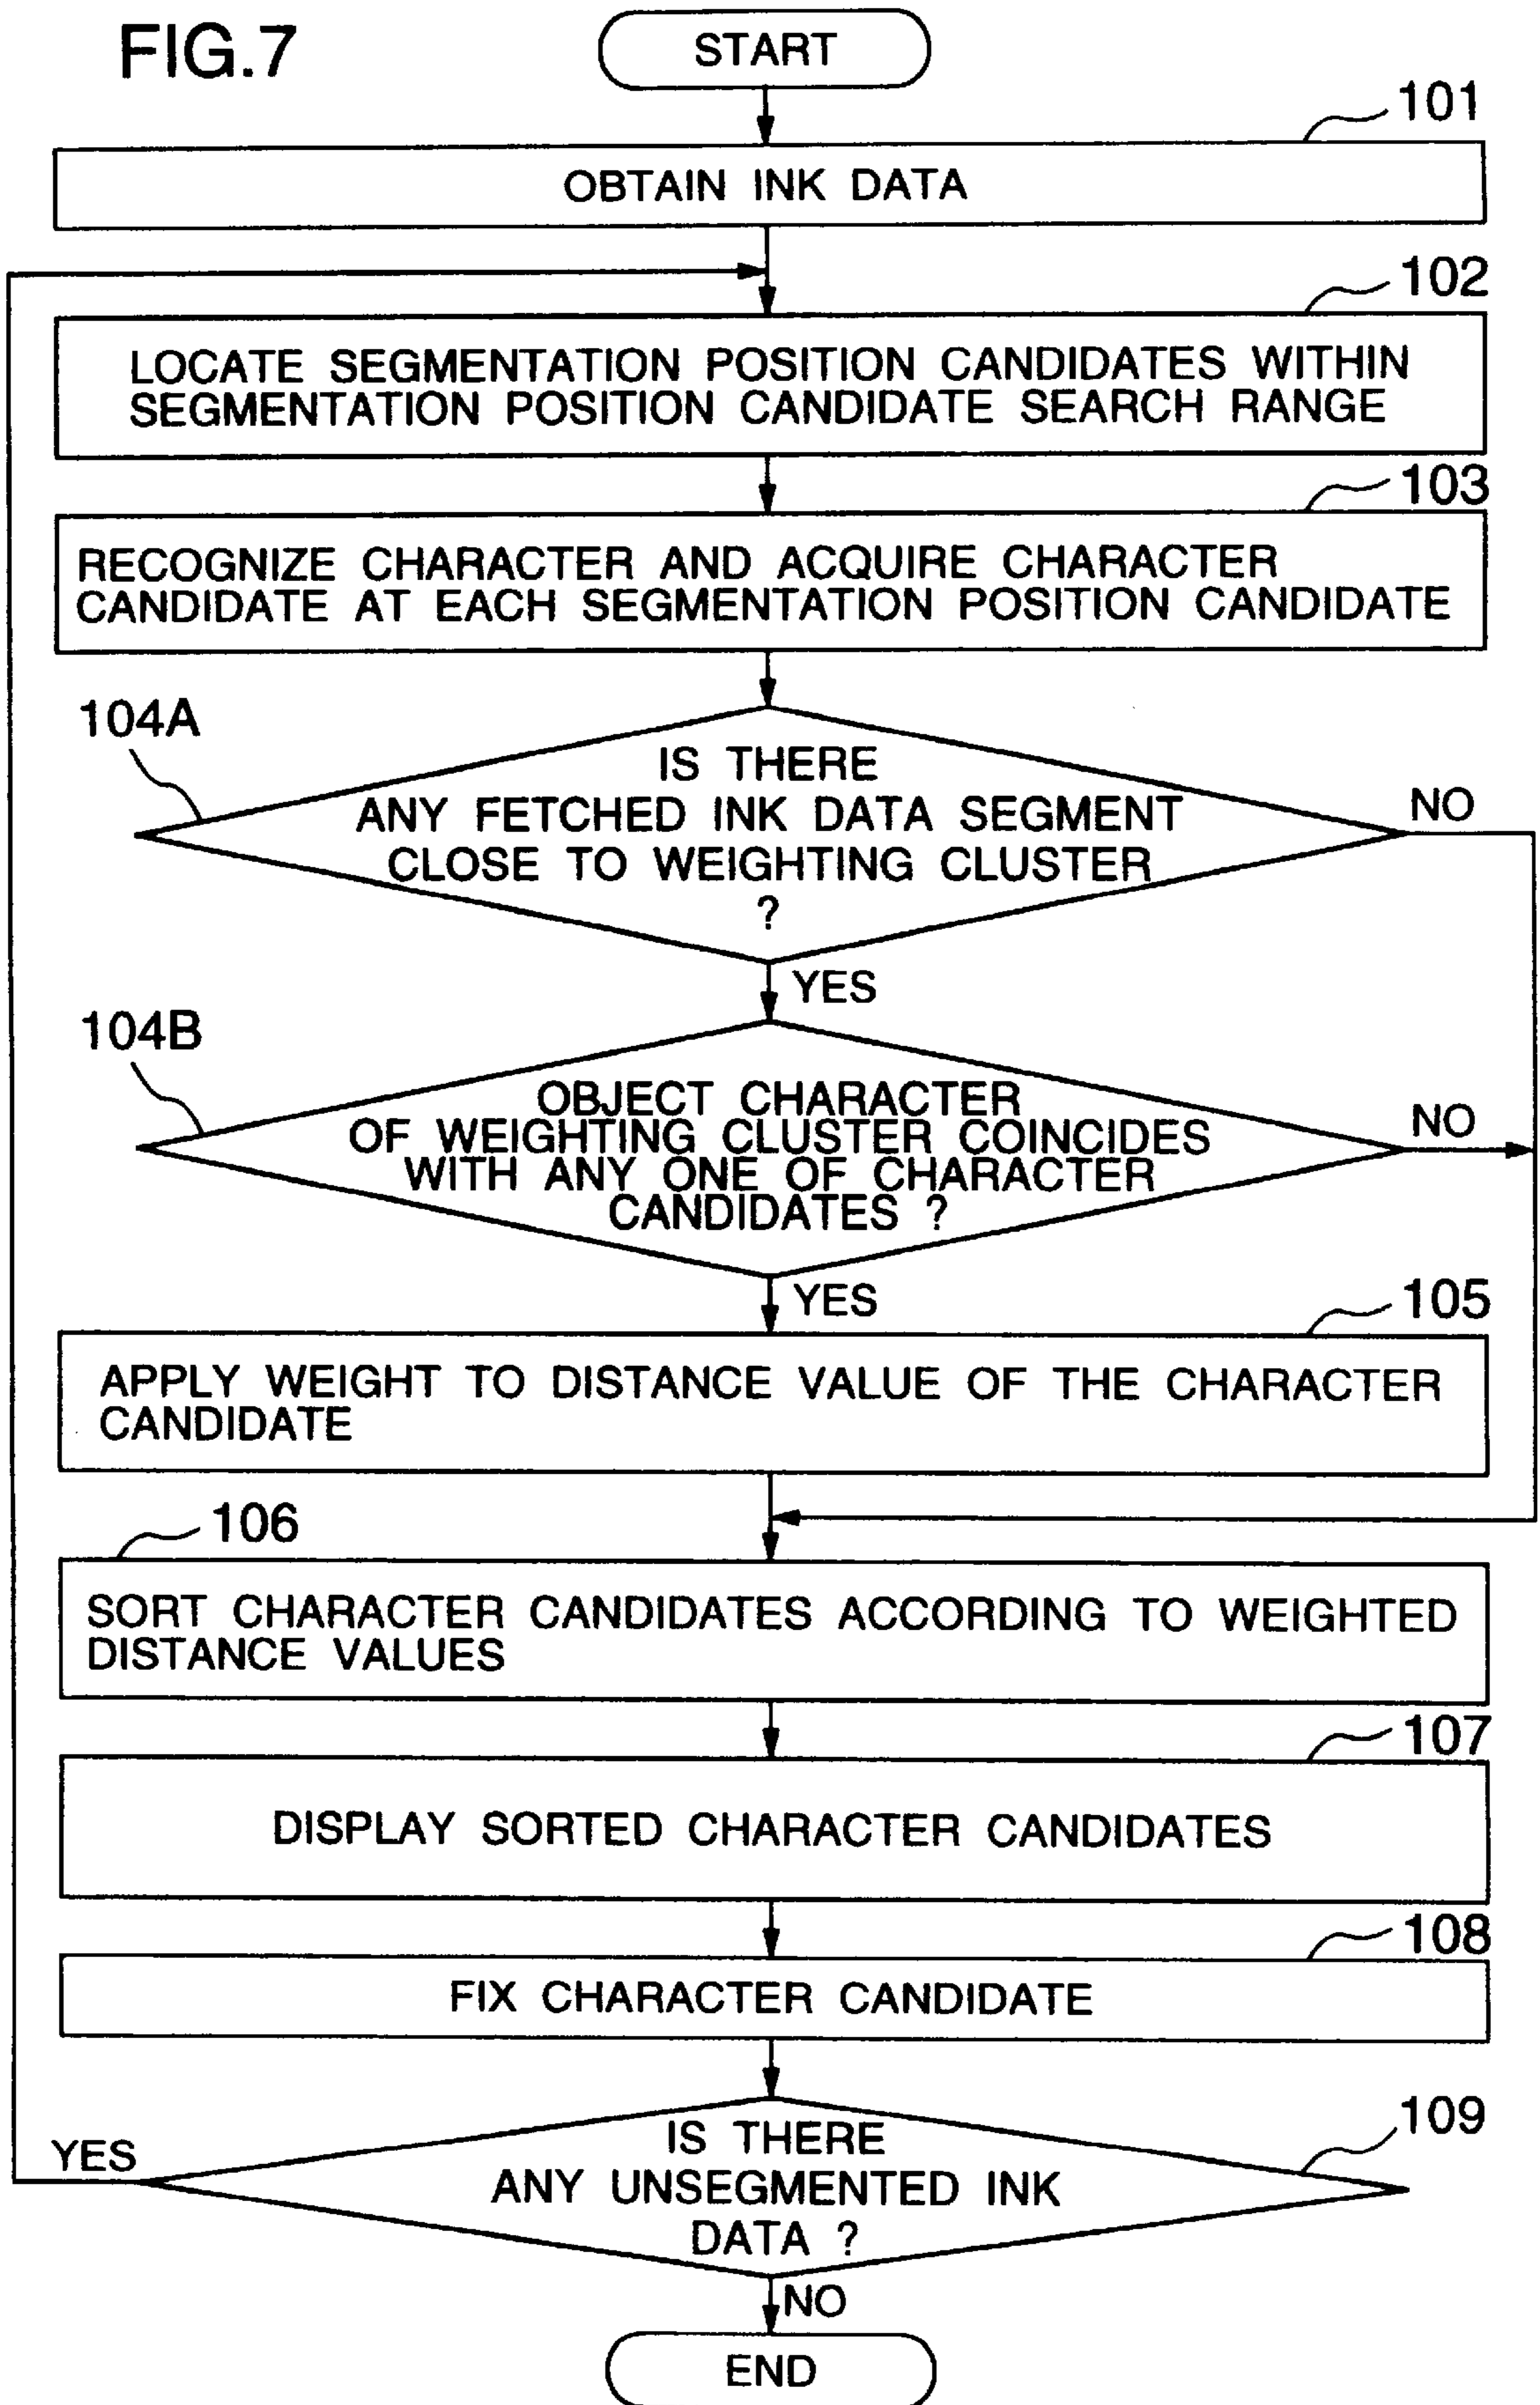 FIG.7
START
101
OBTAIN INK DATA
102
LOCATE SEGMENTATION POSITION CANDIDATES WITHIN
SEGMENTATION POSITION CANDIDATE SEARCH RANGE
103
RECOGNIZE CHARACTER AND ACQUIRE CHARACTER
CANDIDATE AT EACH SEGMENTATION POSITION CANDIDATE
104A
IS THERE
ANY FETCHED INK DATA SEGMENT
CLOSE TO WEIGHTING CLUSTER
?
NO
YES
104B
OBJECT CHARACTER
OF WEIGHTING CLUSTER COINCIDES
WITH ANY ONE OF CHARACTER
CANDIDATES ?
NO
YES
105
APPLY WEIGHT TO DISTANCE VALUE OF THE CHARACTER
CANDIDATE
106
SORT CHARACTER CANDIDATES ACCORDING TO WEIGHTED
DISTANCE VALUES
107
DISPLAY SORTED CHARACTER CANDIDATES
108
FIX CHARACTER CANDIDATE
109
IS THERE
ANY UNSEGMENTED INK
DATA ?
YES
NO
END